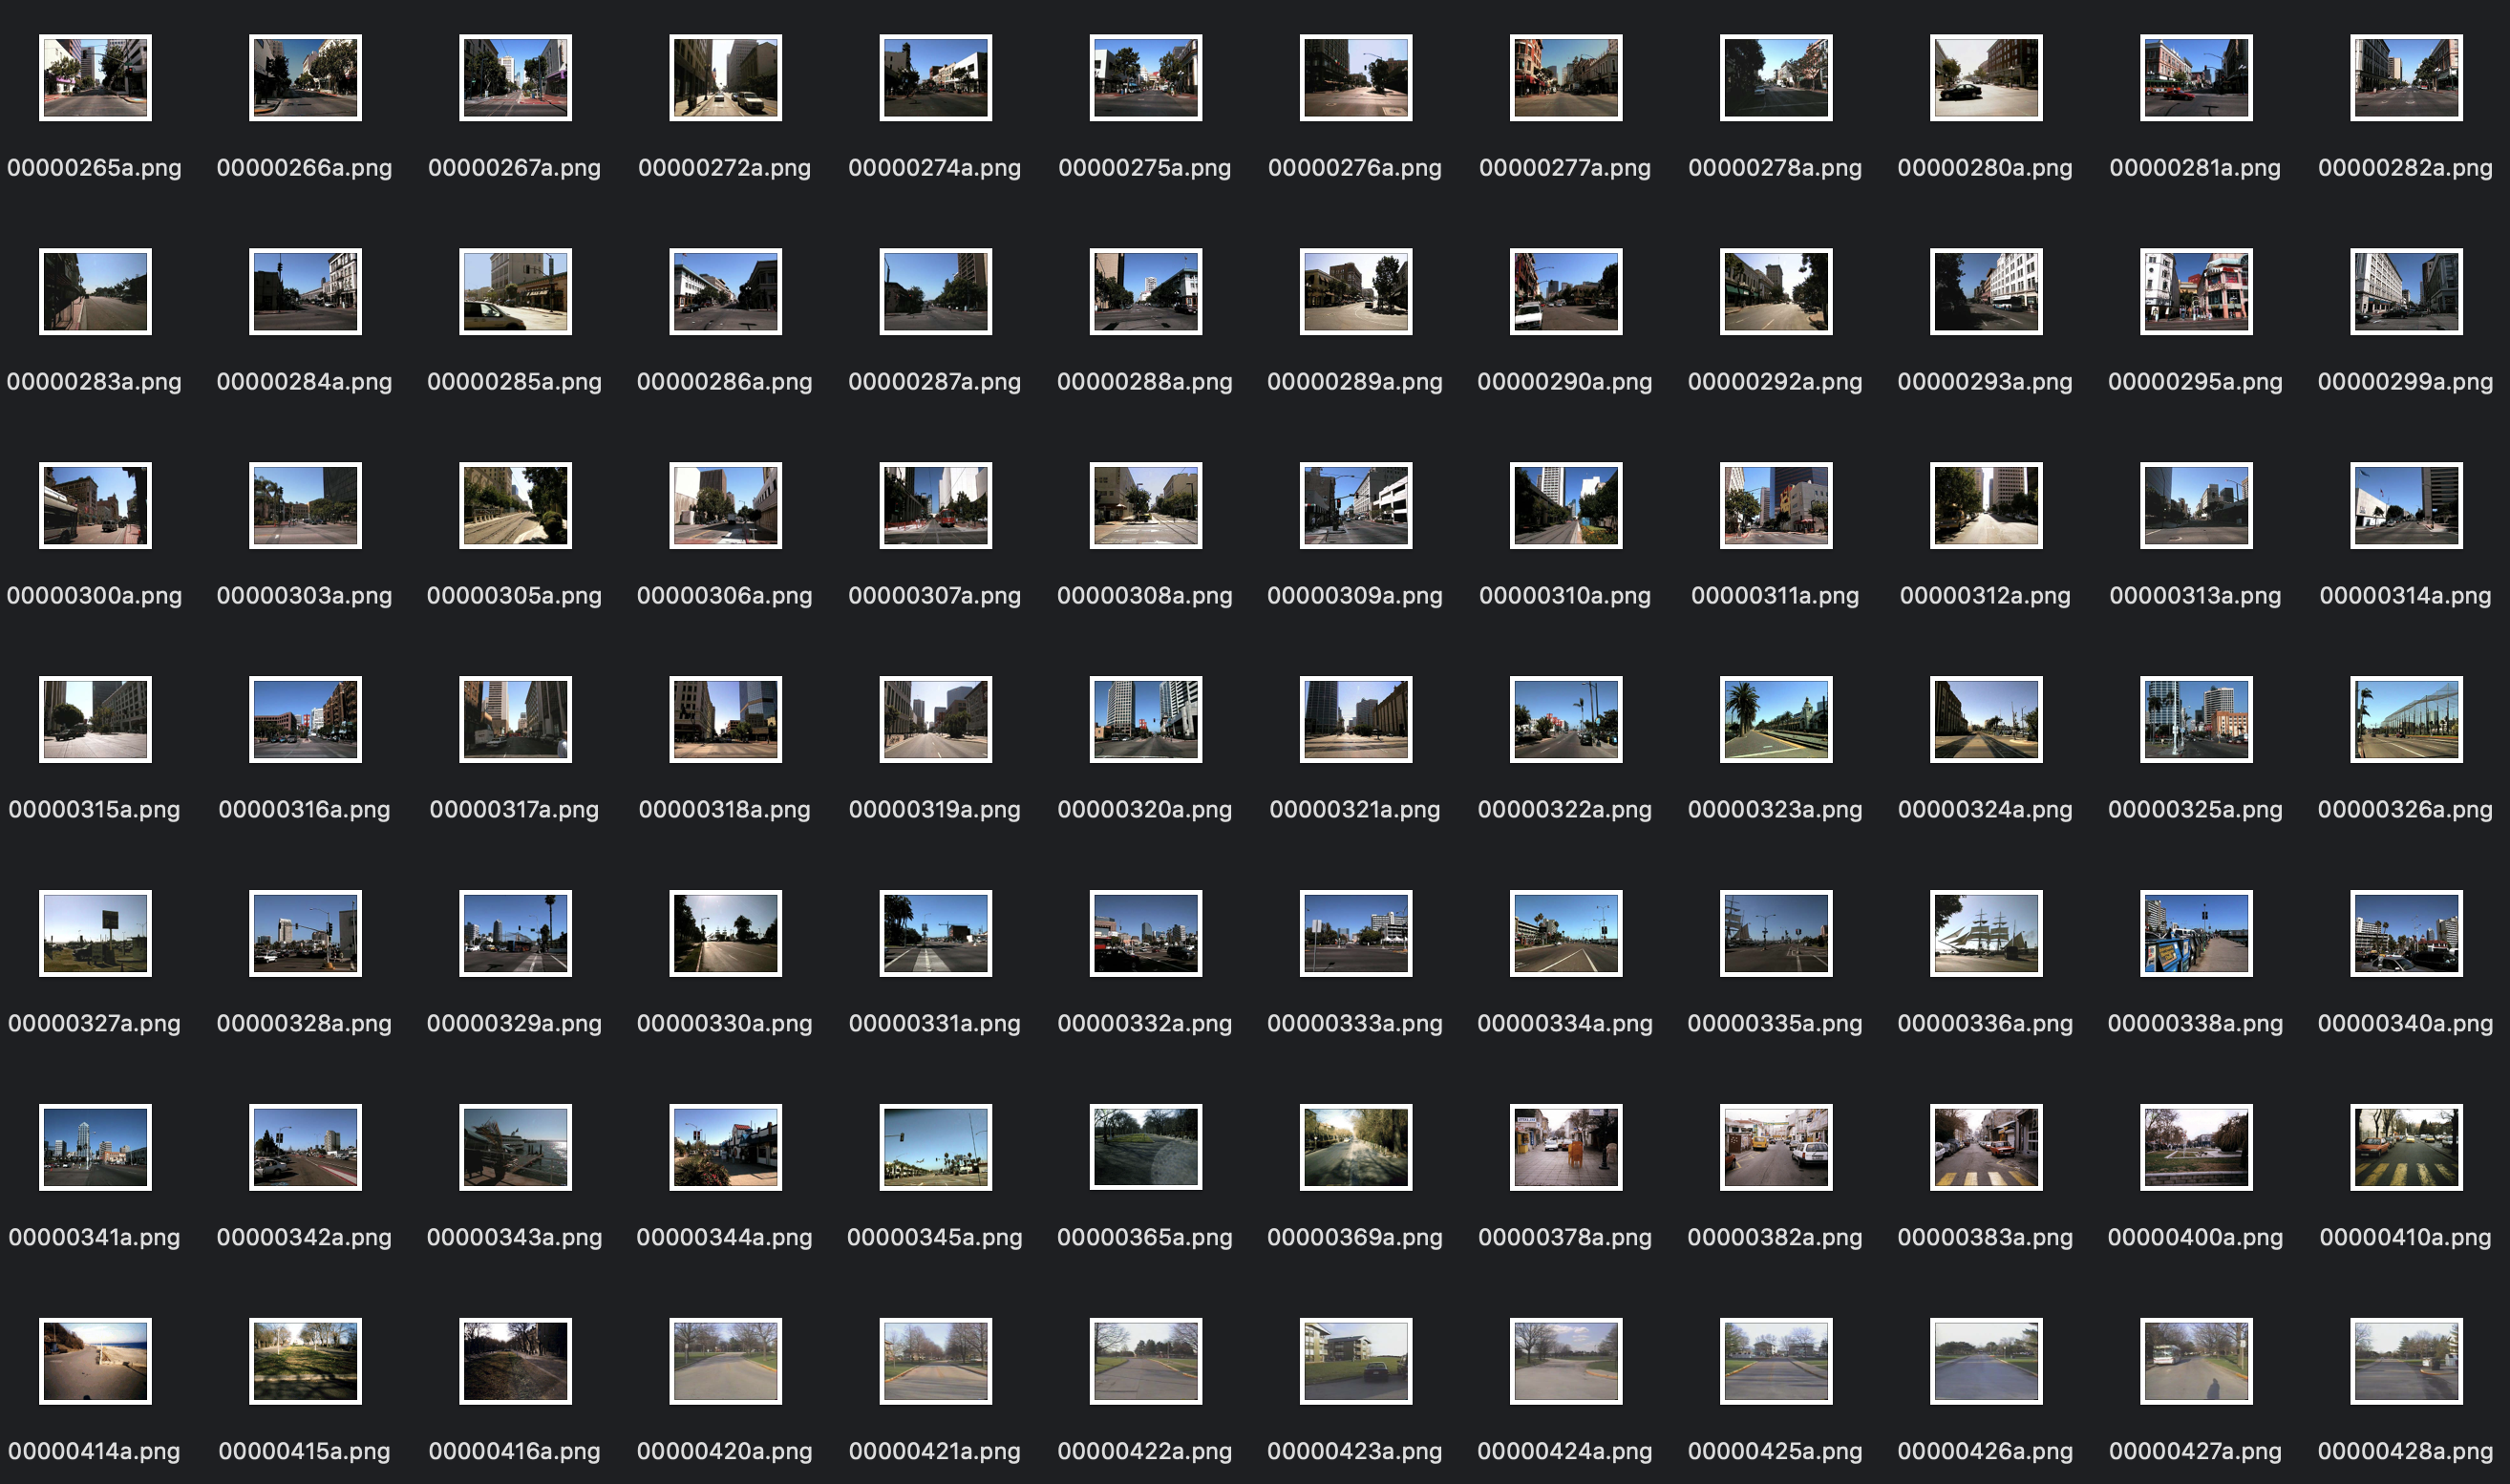 00000265a.png 00000266a.png 00000267a.png 00000272a.png 00000274a.png 00000275a.png 00000276a.png 00000277a.png 00000278a.png 00000280a.png 00000281a.png 00000282a.png
00000283a.png 00000284a.png 00000285a.png 00000286a.png 00000287a.png 00000288a.png 00000289a.png 00000290a.png 00000292a.png 00000293a.png 00000295a.png 00000299a.png
00000300a.png 00000303a.png 00000305a.png 00000306a.png 00000307a.png 00000308a.png 00000309a.png 00000310a.png 00000311a.png 00000312a.png 00000313a.png 00000314a.png
00000315a.png 00000316a.png 00000317a.png 00000318a.png 00000319a.png 00000320a.png 00000321a.png 00000322a.png 00000323a.png 00000324a.png 00000325a.png 00000326a.png
00000327a.png 00000328a.png 00000329a.png 00000330a.png 00000331a.png 00000332a.png 00000333a.png 00000334a.png 00000335a.png 00000336a.png 00000338a.png 00000340a.png
00000341a.png 00000342a.png 00000343a.png 00000344a.png 00000345a.png 00000365a.png 00000369a.png 00000378a.png 00000382a.png 00000383a.png 00000400a.png 00000410a.png
00000414a.png 00000415a.png 00000416a.png 00000420a.png 00000421a.png 00000422a.png 00000423a.png 00000424a.png 00000425a.png 00000426a.png 00000427a.png 00000428a.png